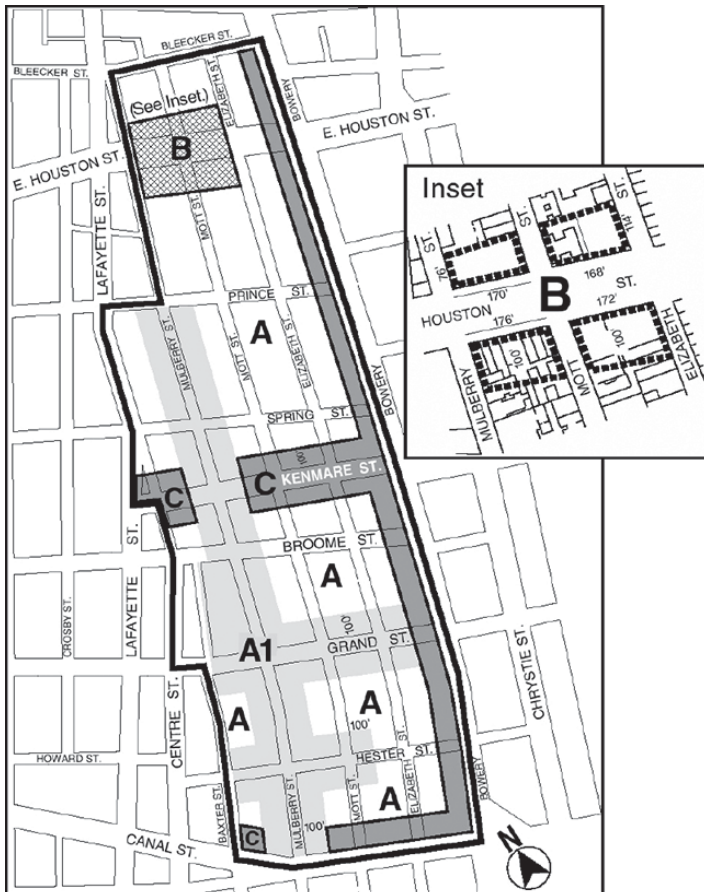 BLEECKER ST.
BLEECKER ST.
(See Inset.)
ELIZABETH ST.
BOWERY
E. HOUSTON ST.
E. HOUSTON ST.
B
MOTT ST.
LAFAYETTE ST.
PRINCE ST.
A
MULBERRY ST.
MOTT ST.
ELIZABETH ST.
BOWERY
SPRING ST.
100'
C
C
KENMARE ST.
BROOME ST.
ST.
LAFAYETTE
CROSBY ST.
A
100'
A1
GRAND ST.
CHRYSTIE ST.
CENTRE ST.
A
A
100'
HOWARD ST.
HESTER ST.
BAXTER ST.
MULBERRY ST.
MOTT ST.
ELIZABETH
ST.
BOWERY
A
C
100'
CANAL ST.
N
Inset
ST.
ST.
ST.
76'
114'
170'
168'
HOUSTON
B
ST.
176'
172'
100'
100'
MULBERRY
MOTT
ELIZABETH